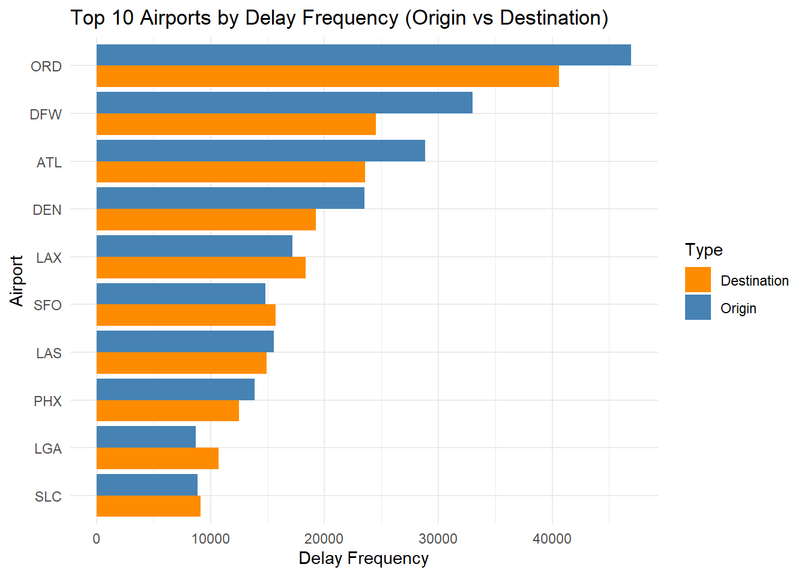 Top 10 Airports by Delay Frequency (Origin vs Destination)
ORD
DFW
ATL
DEN
LAX
SFO
LAS
PHX
LGA
SLC
Airport
0 10000 20000 30000 40000
Delay Frequency
Type
Destination
Origin